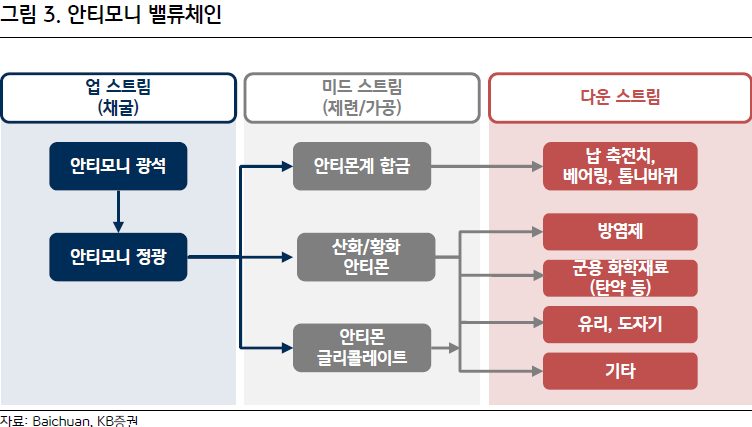 그림 3. 안티모니 밸류체인
업 스트림
(채굴)
미드 스트림
(제련/가공)
다운 스트림
안티모니 광석
안티모니 정광
안티몬계 합금
산화/황화
안티몬
안티몬
글리콜레이트
납 축전치,
베어링, 톱니바퀴
방염제
군용 화학재료
(탄약 등)
유리, 도자기
기타
자료: Baichuan, KB증권